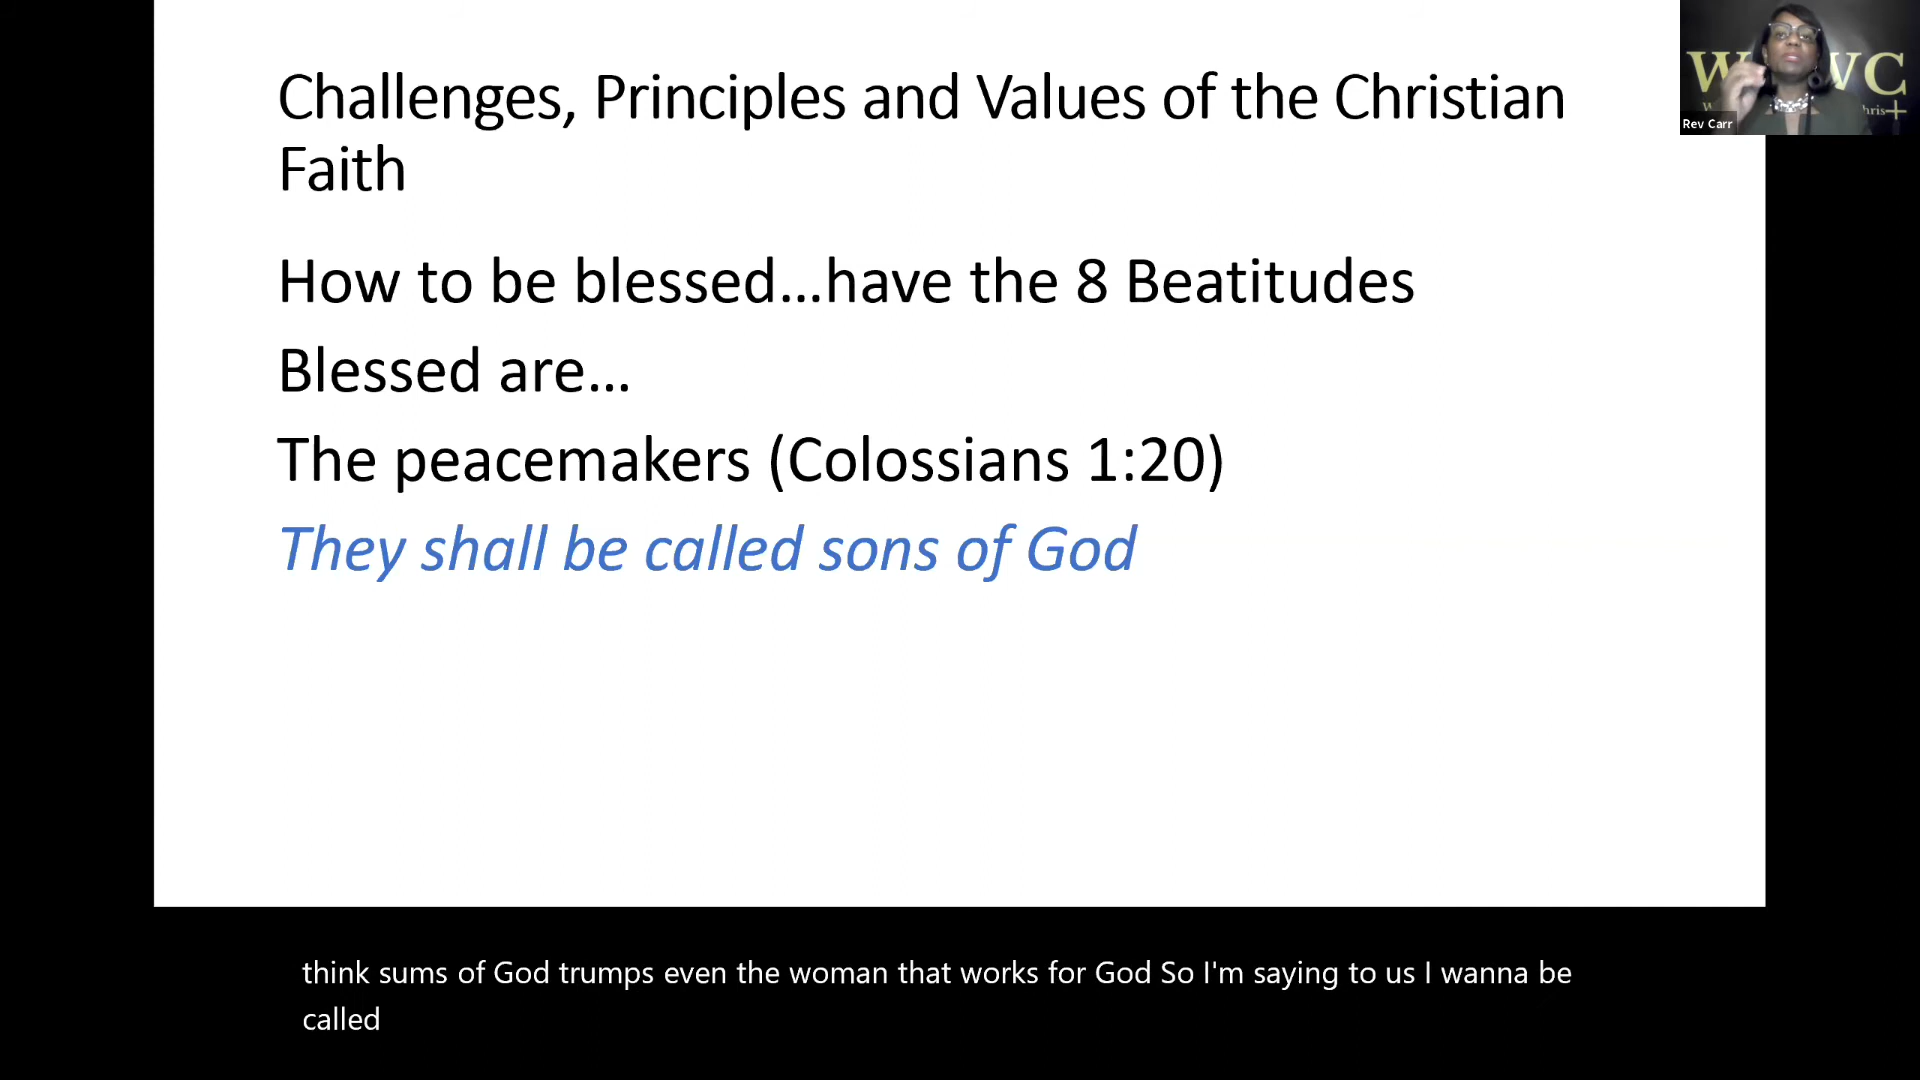 Challenges, Principles and Values of the Christian
Faith
How to be blessed...have the 8 Beatitudes
Blessed are...
The peacemakers (Colossians 1:20)
They shall be called sons of God
Rev Carr
think sums of God trumps even the woman that works for God So I'm saying to us I wanna be
called